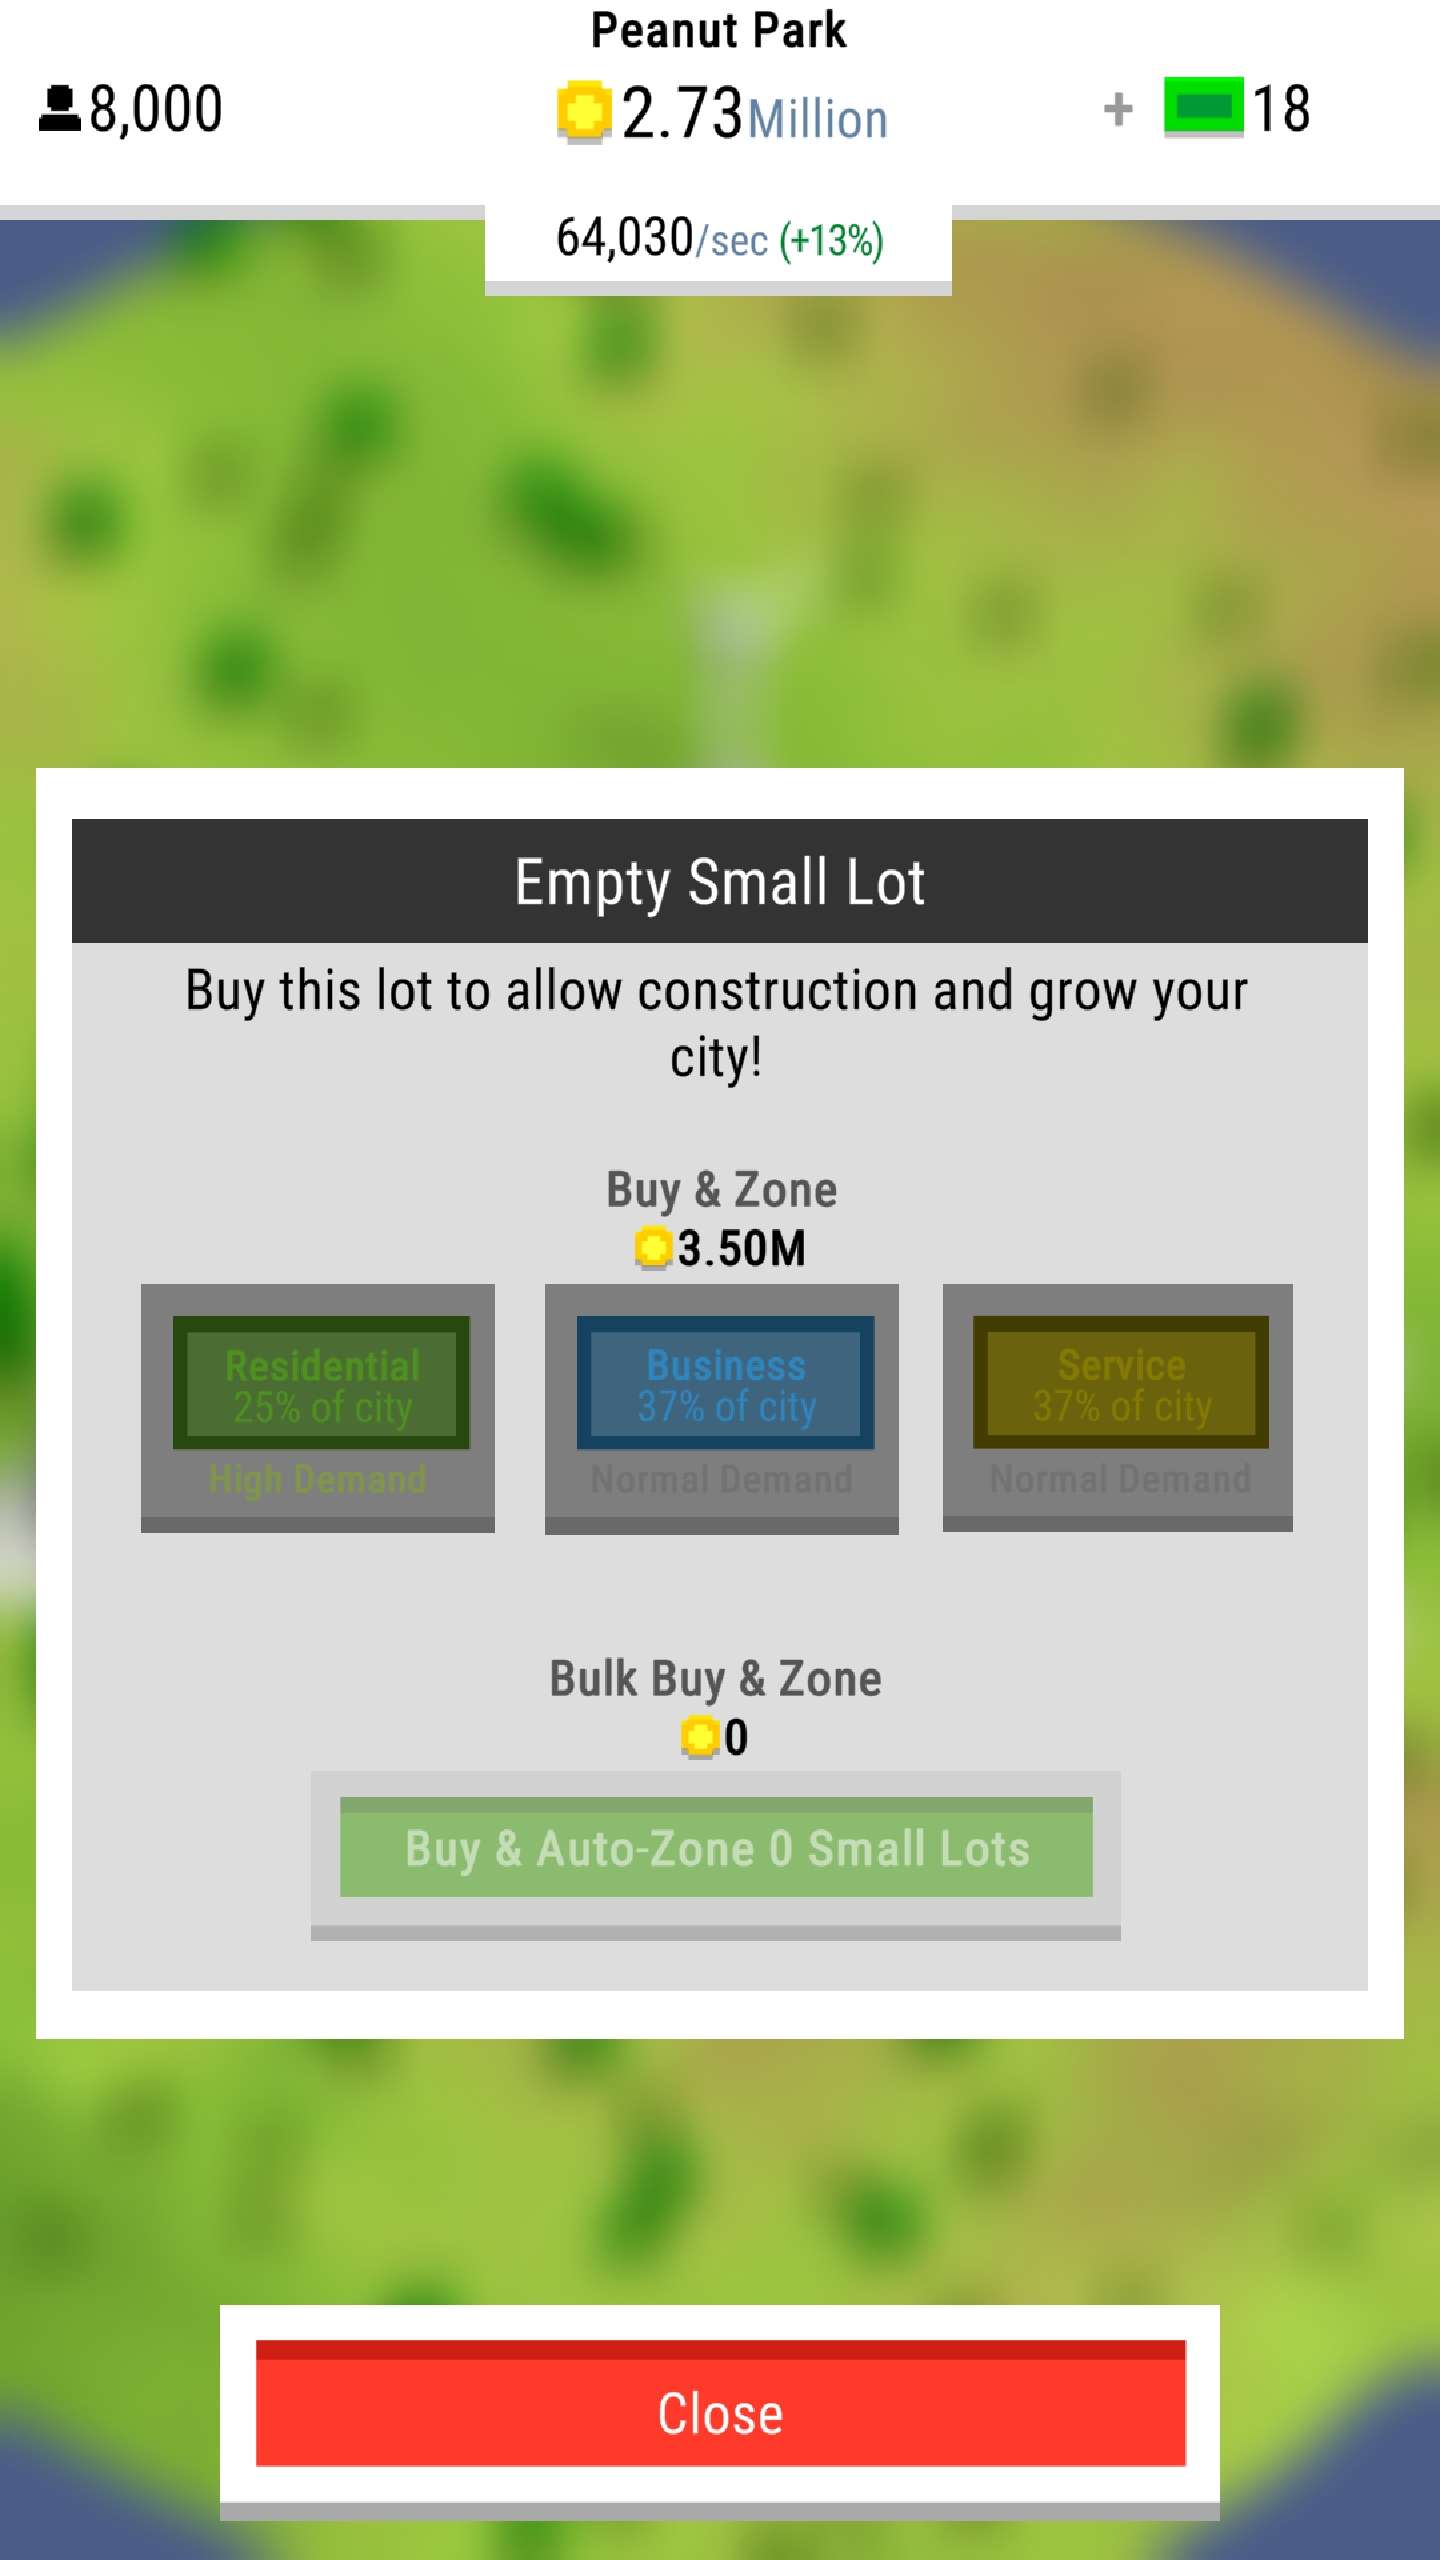 Peanut Park
8,000
2.73Million
+ 18
64,030/sec (+13%)
Empty Small Lot
Buy this lot to allow construction and grow your
city!
Buy & Zone
3.50M
Residential
25% of city
High Demand
Business
37% of city
Normal Demand
Service
37% of city
Normal Demand
Bulk Buy & Zone
0
Buy & Auto-Zone 0 Small Lots
Close